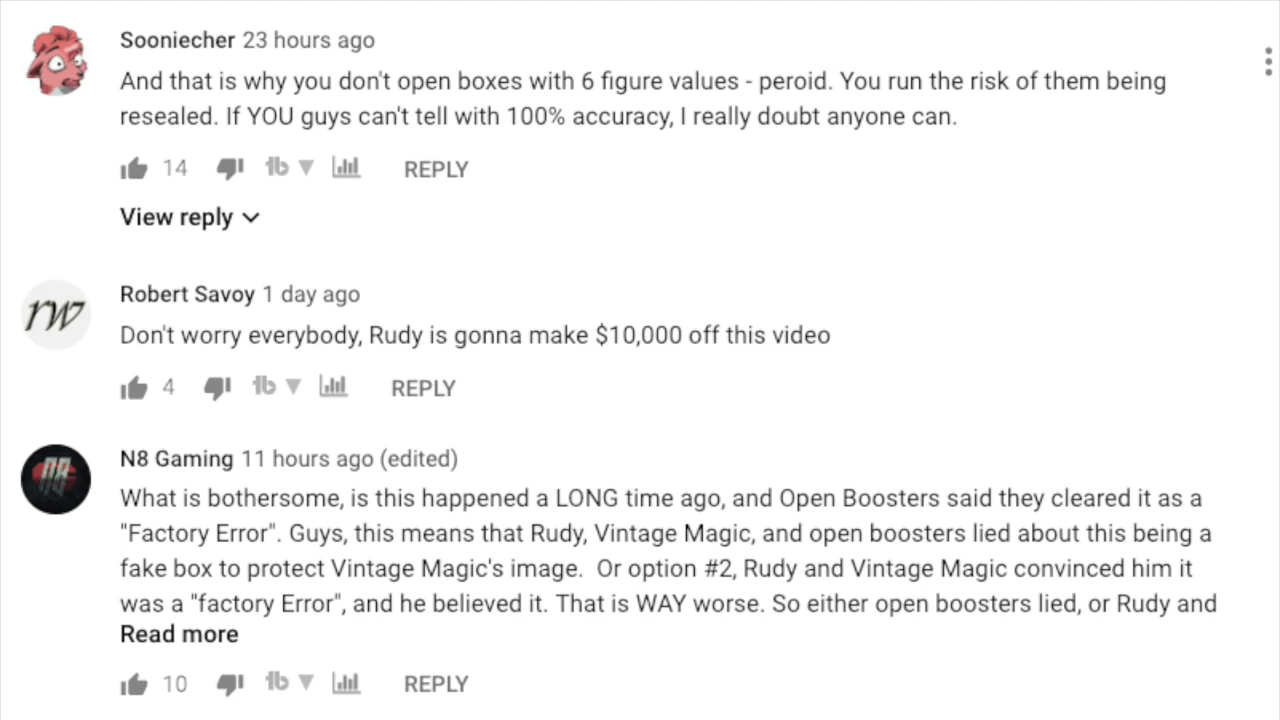 Sooniecher 23 hours ago
And that is why you don't open boxes with 6 figure values - peroid. You run the risk of them being
resealed. If YOU guys can't tell with 100% accuracy, I really doubt anyone can.
14 REPLY
View reply
rw
Robert Savoy 1 day ago
Don't worry everybody, Rudy is gonna make $10,000 off this video
4 REPLY
N8 Gaming 11 hours ago (edited)
What is bothersome, is this happened a LONG time ago, and Open Boosters said they cleared it as a
"Factory Error". Guys, this means that Rudy, Vintage Magic, and open boosters lied about this being a
fake box to protect Vintage Magic's image.  Or option #2, Rudy and Vintage Magic convinced him it
was a "factory Error", and he believed it. That is WAY worse. So either open boosters lied, or Rudy and
Read more
10 REPLY